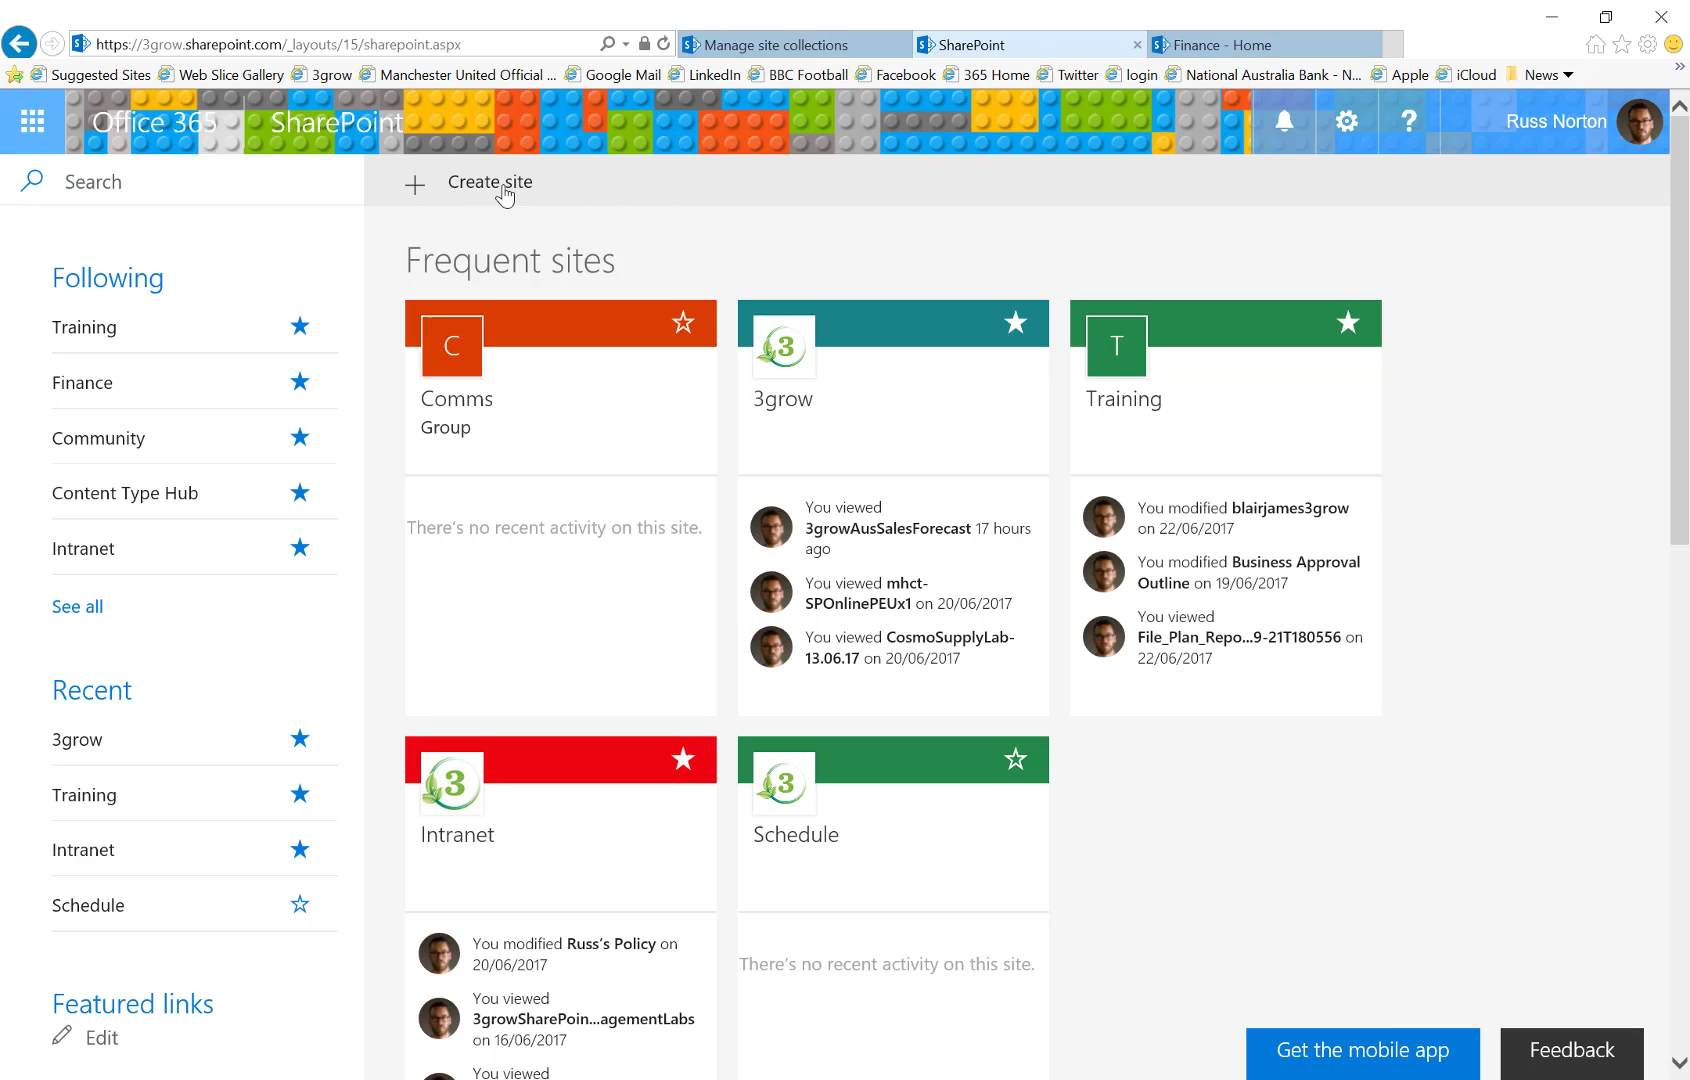 https://3grow.sharepoint.com/_layouts/15/sharepoint.aspx
Manage site collections
SharePoint
Finance - Home
Suggested Sites
Web Slice Gallery
3grow
Manchester United Official ...
Google Mail
LinkedIn
BBC Football
Facebook
365 Home
Twitter
login
National Australia Bank - N...
Apple
iCloud
News
Office 365
SharePoint
?
Russ Norton
Search
Create site
Following
Training
Finance
Community
Content Type Hub
Intranet
See all
Recent
3grow
Training
Intranet
Schedule
Featured links
Edit
Frequent sites
C
Comms
Group
There's no recent activity on this site.
3
3grow
You viewed
3growAusSalesForecast 17 hours
ago
You viewed mhct-
SPOnlinePEUx1 on 20/06/2017
You viewed CosmoSupplyLab-
13.06.17 on 20/06/2017
T
Training
You modified blairjames3grow
on 22/06/2017
You modified Business Approval
Outline on 19/06/2017
You viewed
File_Plan_Repo...9-21T180556 on
22/06/2017
3
Intranet
You modified Russ's Policy on
20/06/2017
You viewed
3growSharePoin...agementLabs
on 16/06/2017
You viewed
3
Schedule
There's no recent activity on this site.
Get the mobile app
Feedback